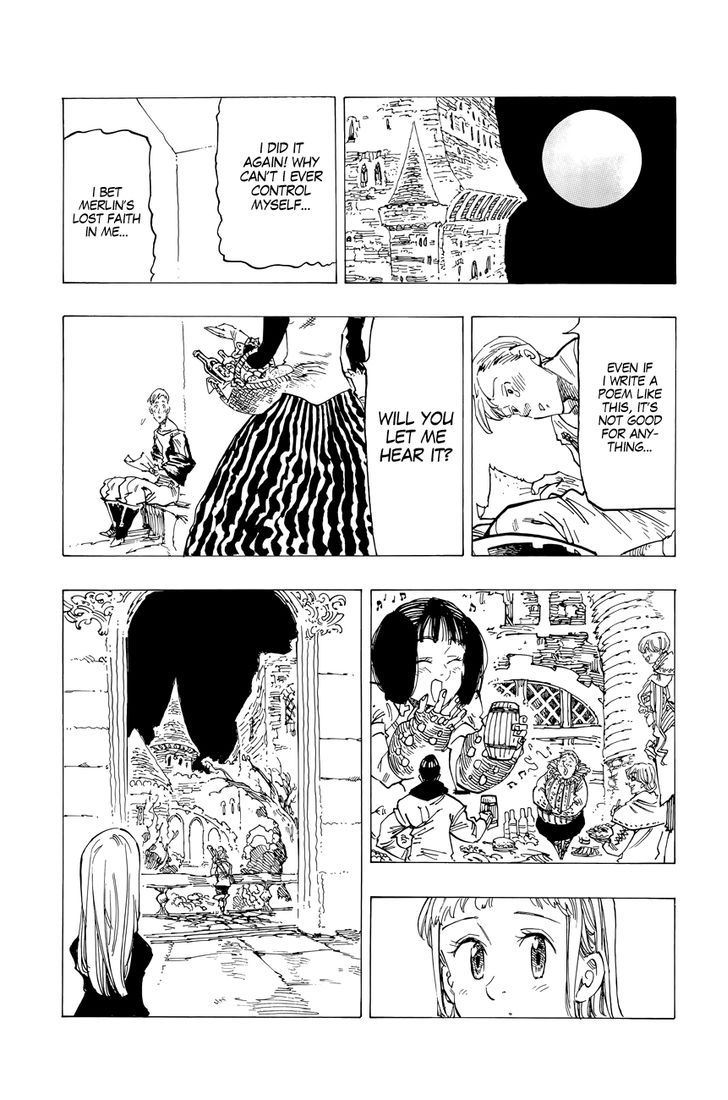 I DID IT
AGAIN! WHY
CAN'T I EVER
CONTROL
MYSELF...
I BET
MERLIN'S
LOST FAITH
IN ME...
EVEN IF
I WRITE A
POEM LIKE
THIS, IT'S
NOT GOOD
FOR ANY-
THING...
WILL YOU
LET ME
HEAR IT?